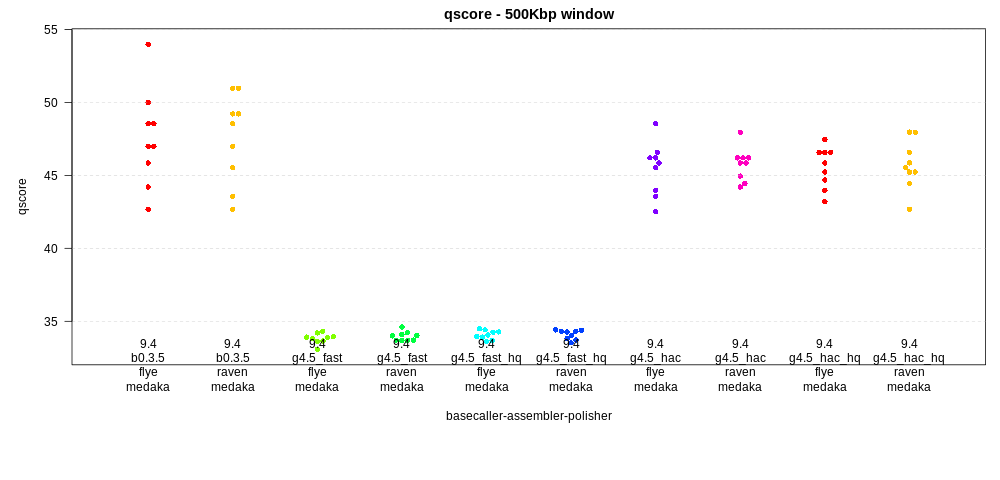 qscore - 500Kbp window
55
50
45
40
35
qscore
9.4 9.4 9.4 9.4 9.4 9.4 9.4 9.4 9.4 9.4
b0.3.5 b0.3.5 g4.5_fast g4.5_fast g4.5_fast_hq g4.5_fast_hq g4.5_hac g4.5_hac g4.5_hac_hq g4.5_hac_hq
flye raven flye raven flye raven flye raven flye raven
medaka medaka medaka medaka medaka medaka medaka medaka medaka medaka
basecaller-assembler-polisher